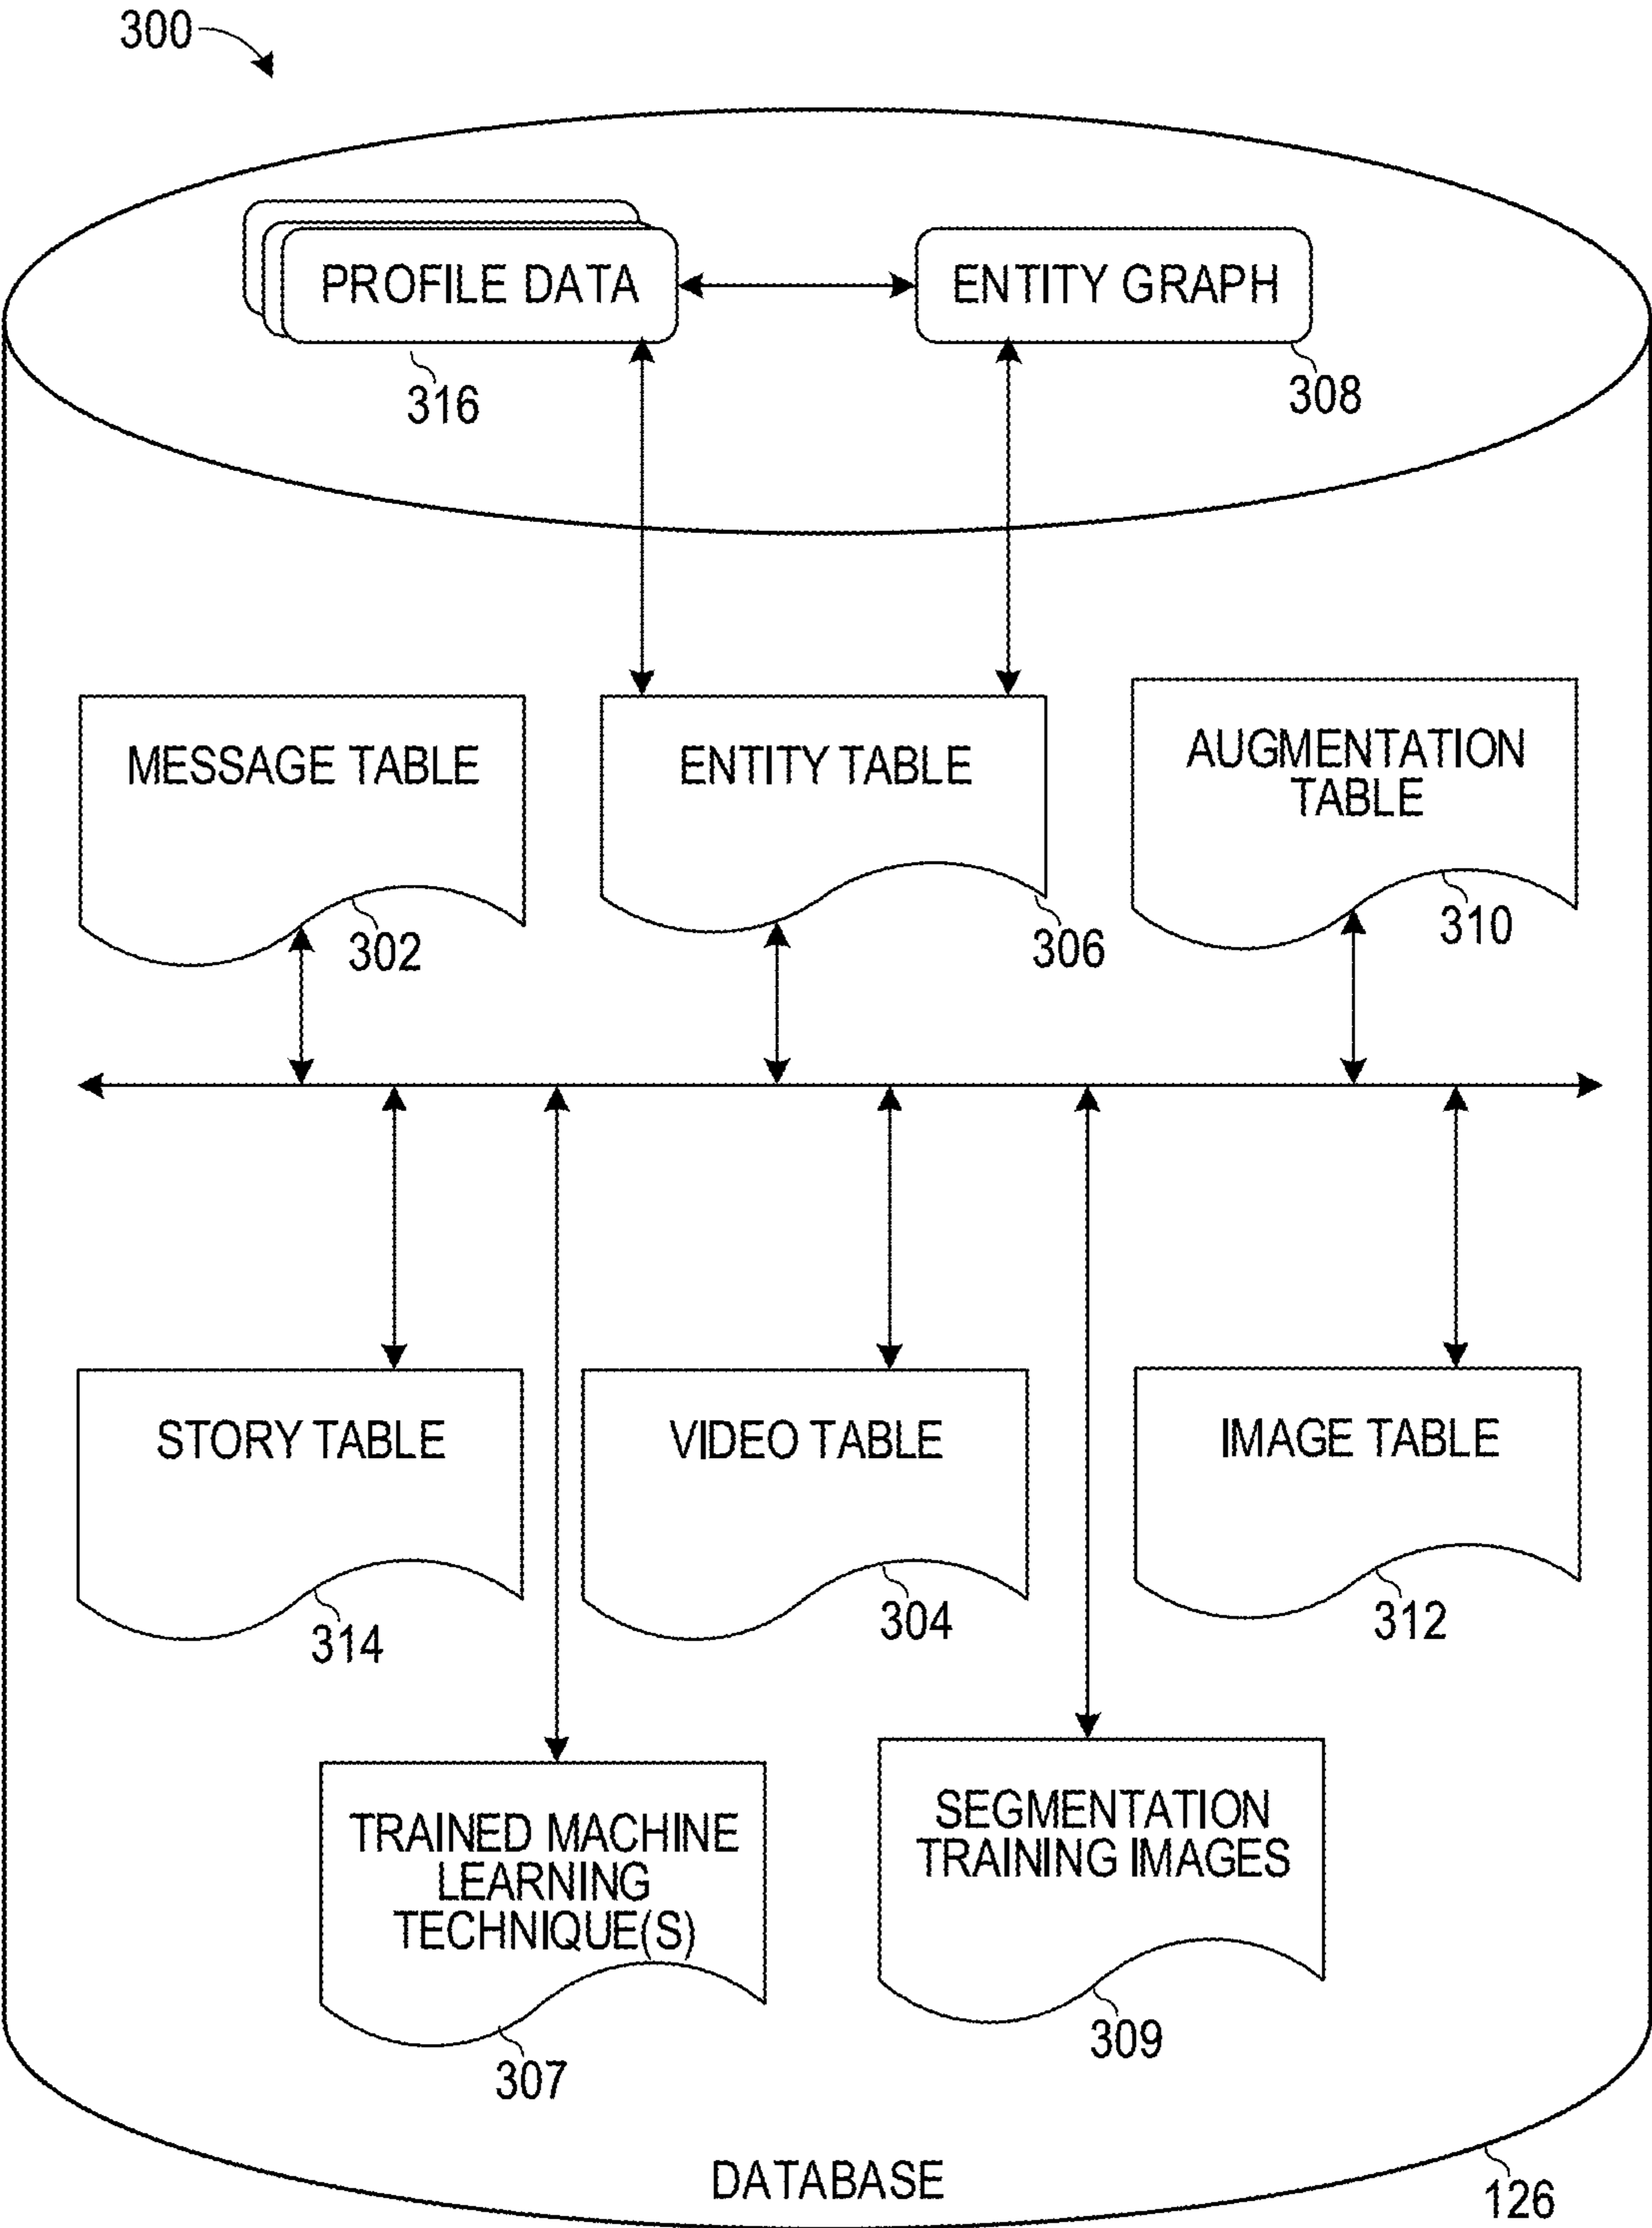 300
PROFILE DATA
ENTITY GRAPH
316
308
MESSAGE TABLE
ENTITY TABLE
AUGMENTATION
TABLE
302
306
310
STORY TABLE
VIDEO TABLE
IMAGE TABLE
314
304
312
TRAINED MACHINE
LEARNING
TECHNIQUE(S)
SEGMENTATION
TRAINING IMAGES
307
309
DATABASE
126